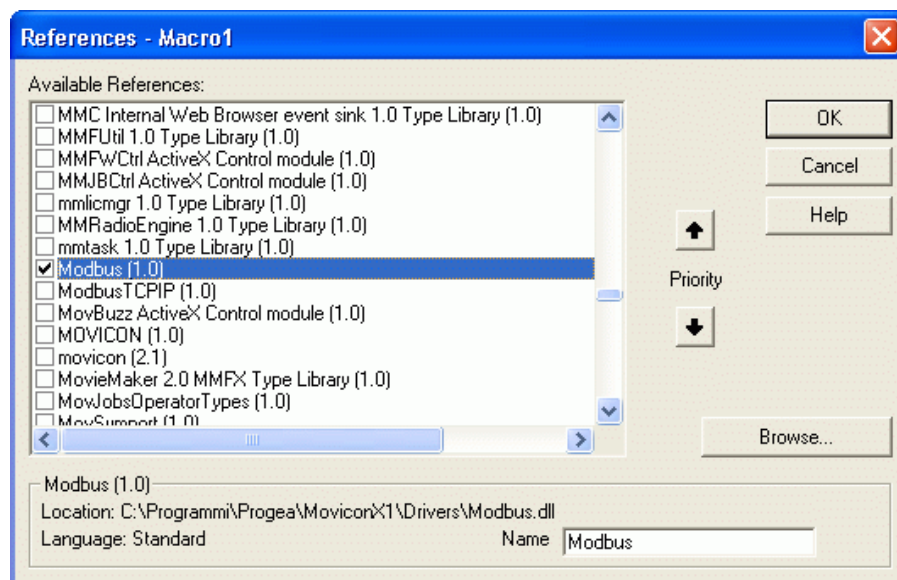 References - Macro1
Available References:
MMC Internal Web Browser event sink 1.0 Type Library (1.0)
MMFUtil 1.0 Type Library (1.0)
MMFWCtrl ActiveX Control module (1.0)
MMJBCtrl ActiveX Control module (1.0)
mmlicmgr 1.0 Type Library (1.0)
MMRadioEngine 1.0 Type Library (1.0)
mmtask 1.0 Type Library (1.0)
Modbus (1.0)
ModbusTCPIP (1.0)
MovBuzz ActiveX Control module (1.0)
MOVICON (1.0)
movicon (2.1)
MovieMaker 2.0 MMFX Type Library (1.0)
MovJobsOperatorTypes (1.0)
MovSumport (1.0)
OK
Cancel
Help
Priority
Browse...
Modbus (1.0)
Location: C:\Programmi\Progea\MoviconX1\Drivers\Modbus.dll
Language: Standard Name Modbus